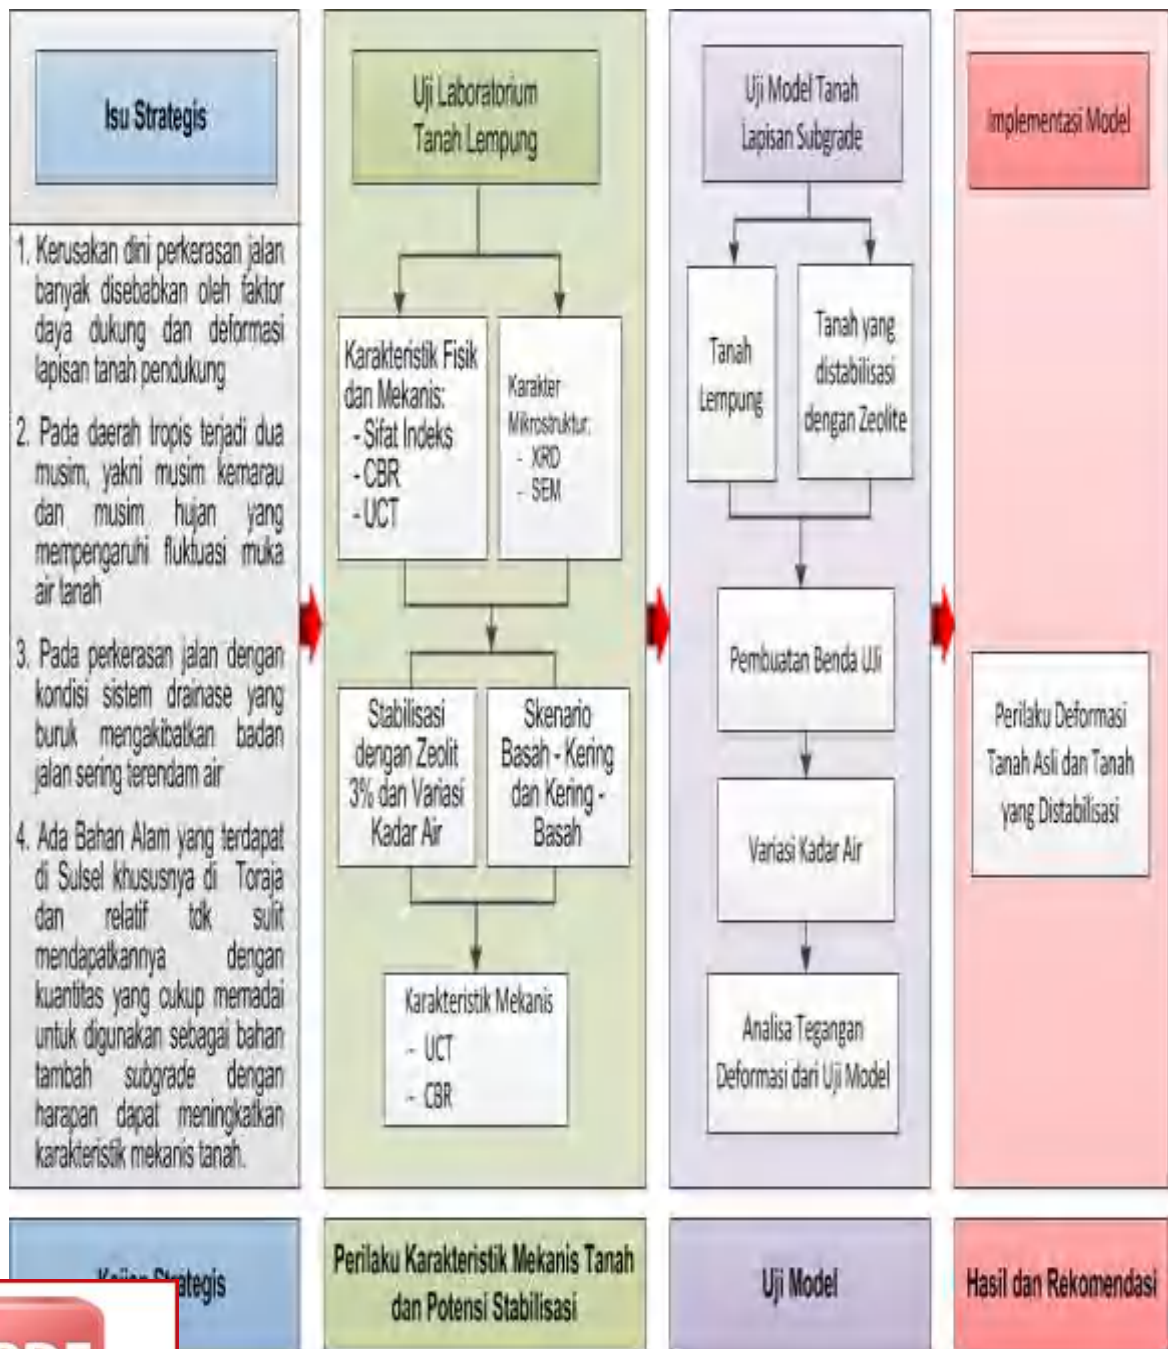 Isu Strategis
1. Kerusakan dini perkerasan jalan
banyak disebabkan oleh faktor
daya dukung dan deformasi
lapisan tanah pendukung
2. Pada daerah tropis terjadi dua
musim, yakni musim kemarau
dan musim hujan yang
mempengaruhi fluktuasi muka
air tanah
3. Pada perkerasan jalan dengan
kondisi sistem drainase yang
buruk mengakibatkan badan
jalan sering terendam air
4. Ada Bahan Alam yang terdapat
di Sulsel khususnya di Toraja
dan relatif tdk sulit
mendapatkannya dengan
kuantitas yang cukup memadai
untuk digunakan sebagai bahan
tambah subgrade dengan
harapan dapat meningkatkan
karakteristik mekanis tanah.
Uji Laboratorium
Tanah Lempung
Karakteristik Fisik
dan Mekanis:
- Sifat Indeks
- CBR
- UCT
Karakter
Mikrostruktur:
- XRD
- SEM
Stabilisasi
dengan Zeolit
3% dan Variasi
Kadar Air
Skenario
Basah - Kering
dan Kering -
Basah
Karakteristik Mekanis
- UCT
- CBR
Uji Model Tanah
Lapisan Subgrade
Tanah
Lempung
Tanah yang
distabilisasi
dengan Zeolite
Pembuatan Benda Uji
Variasi Kadar Air
Analisa Tegangan
Deformasi dari Uji Model
Implementasi Model
Perilaku Deformasi
Tanah Asli dan Tanah
yang Distabilisasi
Strategis
Perilaku Karakteristik Mekanis Tanah
dan Potensi Stabilisasi
Uji Model
Hasil dan Rekomendasi